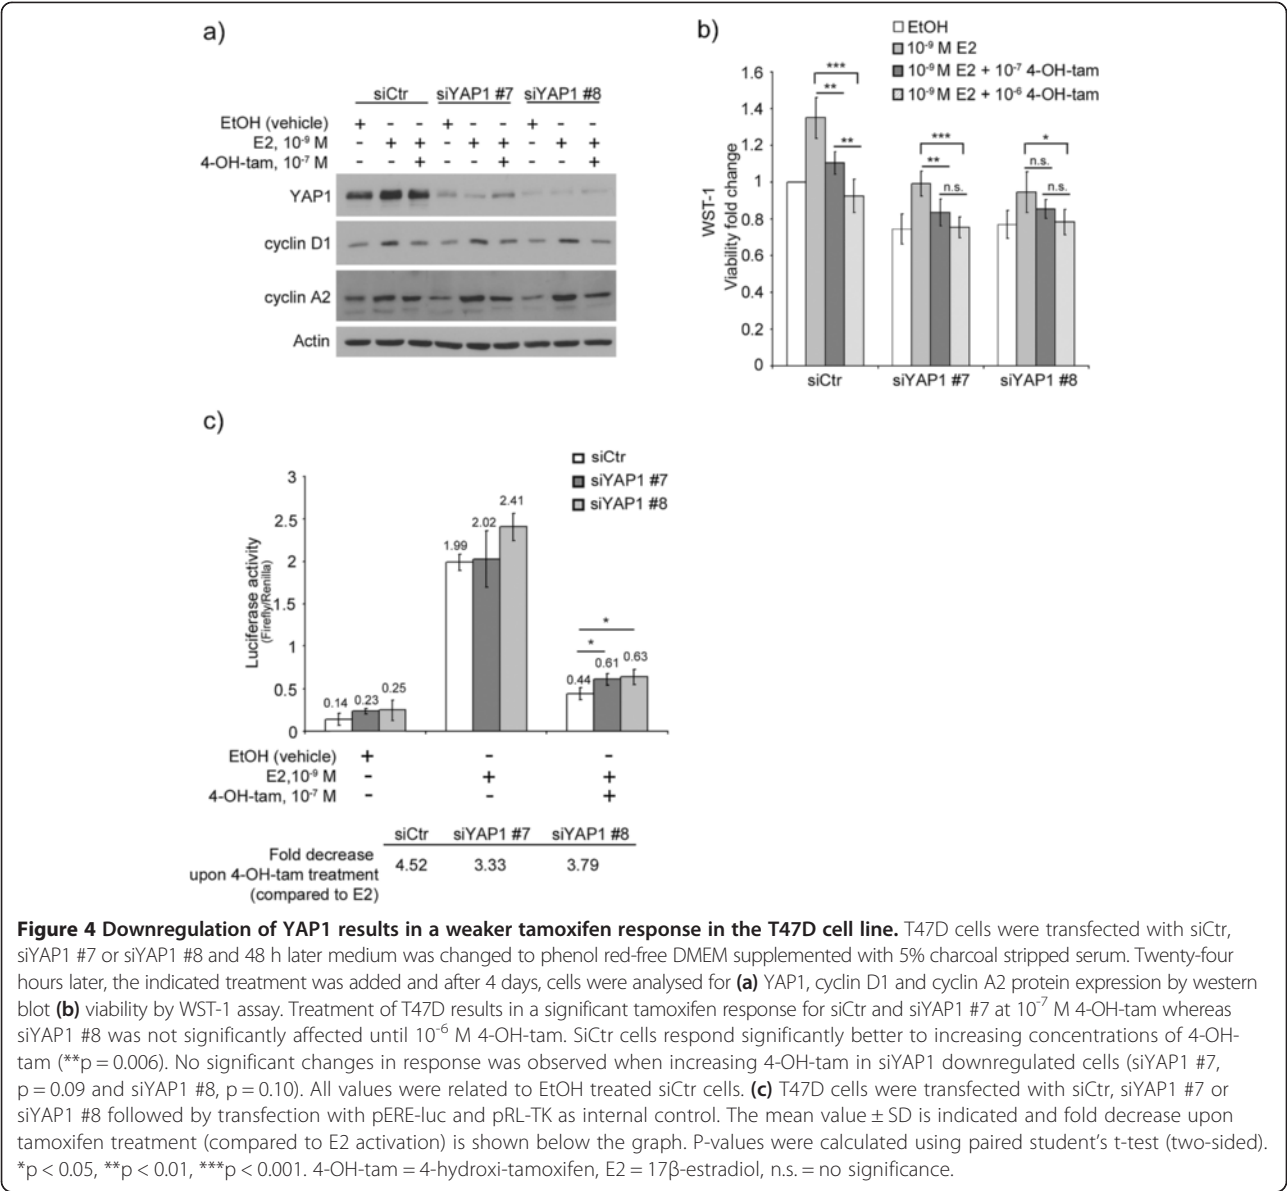 a)
siCtr siYAP1 #7 siYAP1 #8
EtOH (vehicle) + - - + - - + - -
E2, 10⁻⁹ M - + + - + + - + +
4-OH-tam, 10⁻⁷ M - - + - - + - - +
YAP1
cyclin D1
cyclin A2
Actin
b)
EtOH
10⁻⁹ M E2
10⁻⁹ M E2 + 10⁻⁷ 4-OH-tam
10⁻⁹ M E2 + 10⁻⁶ 4-OH-tam
WST-1
Viability fold change
1.6
1.4
1.2
1
0.8
0.6
0.4
0.2
0
***
**
**
***
**
n.s.
*
n.s.
n.s.
siCtr siYAP1 #7 siYAP1 #8
c)
siCtr
siYAP1 #7
siYAP1 #8
Luciferase activity
(Firefly/Renilla)
3
2.5
2
1.5
1
0.5
0
0.14 0.23 0.25
1.99 2.02 2.41
*
*
0.44 0.61 0.63
EtOH (vehicle) + - -
E2,10⁻⁹ M - + +
4-OH-tam, 10⁻⁷ M - - +
siCtr siYAP1 #7 siYAP1 #8
Fold decrease
upon 4-OH-tam treatment
(compared to E2)
4.52 3.33 3.79
Figure 4 Downregulation of YAP1 results in a weaker tamoxifen response in the T47D cell line. T47D cells were transfected with siCtr,
siYAP1 #7 or siYAP1 #8 and 48 h later medium was changed to phenol red-free DMEM supplemented with 5% charcoal stripped serum. Twenty-four
hours later, the indicated treatment was added and after 4 days, cells were analysed for (a) YAP1, cyclin D1 and cyclin A2 protein expression by western
blot (b) viability by WST-1 assay. Treatment of T47D results in a significant tamoxifen response for siCtr and siYAP1 #7 at 10⁻⁷ M 4-OH-tam whereas
siYAP1 #8 was not significantly affected until 10⁻⁶ M 4-OH-tam. SiCtr cells respond significantly better to increasing concentrations of 4-OH-
tam (**p = 0.006). No significant changes in response was observed when increasing 4-OH-tam in siYAP1 downregulated cells (siYAP1 #7,
p = 0.09 and siYAP1 #8, p = 0.10). All values were related to EtOH treated siCtr cells. (c) T47D cells were transfected with siCtr, siYAP1 #7 or
siYAP1 #8 followed by transfection with pERE-luc and pRL-TK as internal control. The mean value ± SD is indicated and fold decrease upon
tamoxifen treatment (compared to E2 activation) is shown below the graph. P-values were calculated using paired student's t-test (two-sided).
*p < 0.05, **p < 0.01, ***p < 0.001. 4-OH-tam = 4-hydroxi-tamoxifen, E2 = 17β-estradiol, n.s. = no significance.